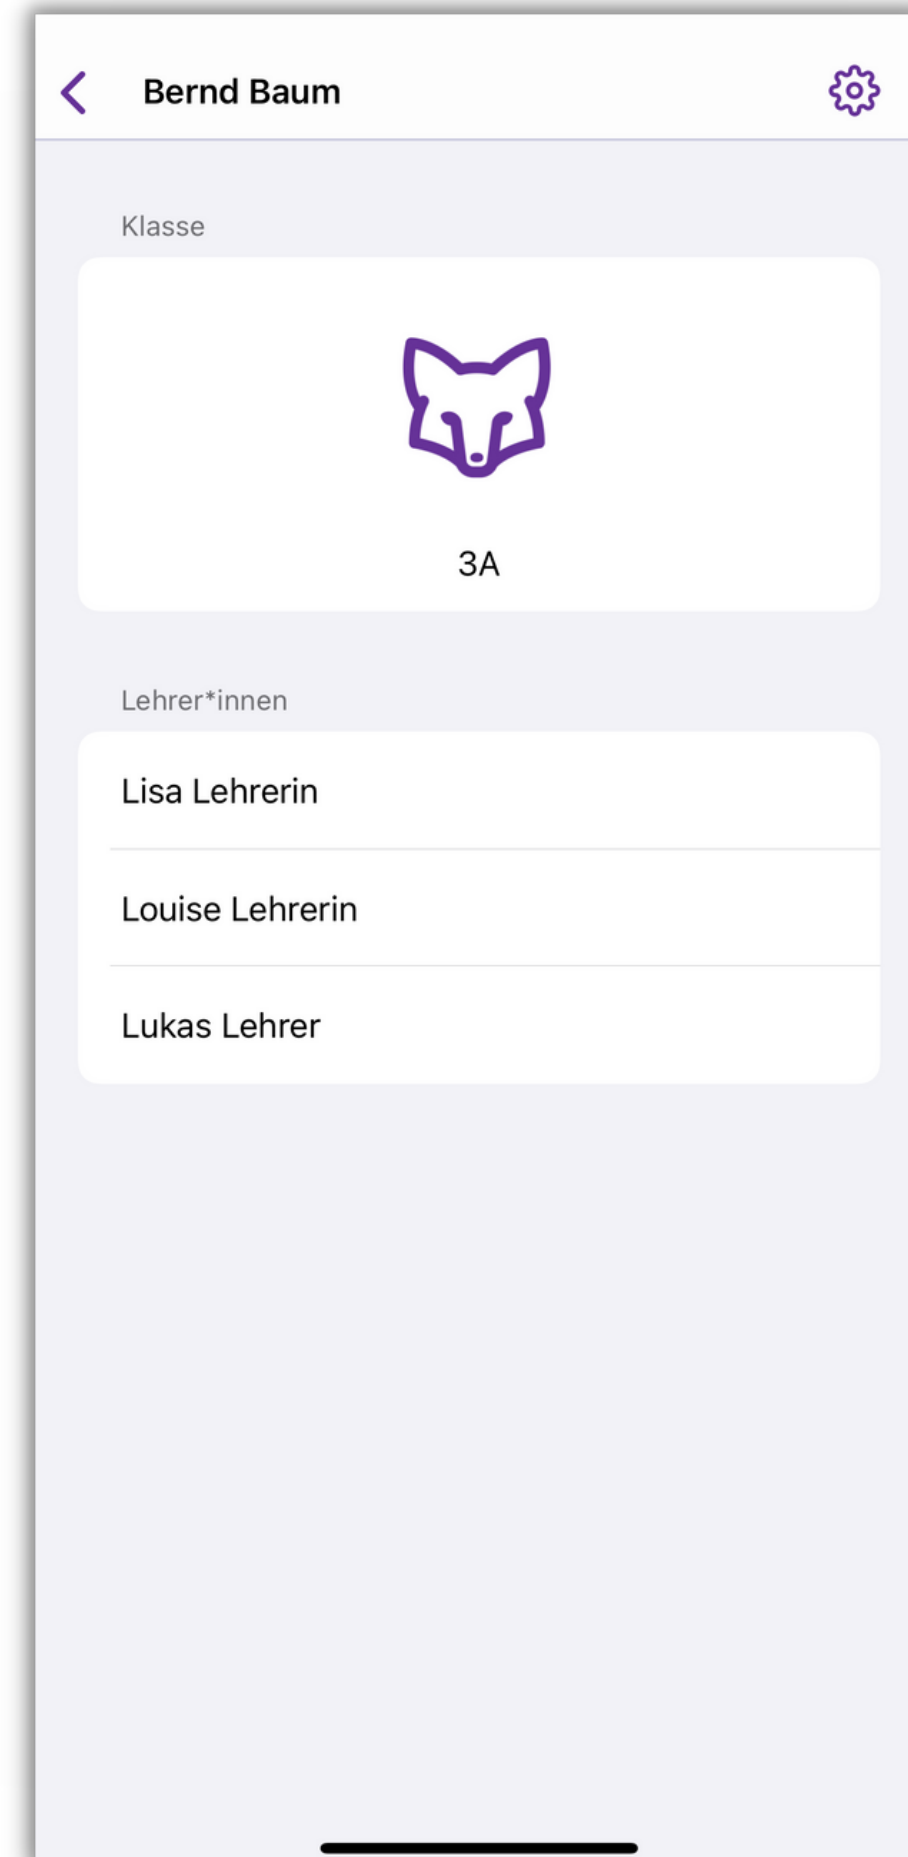 Bernd Baum
Klasse
3A
Lehrer*innen
Lisa Lehrerin
Louise Lehrerin
Lukas Lehrer